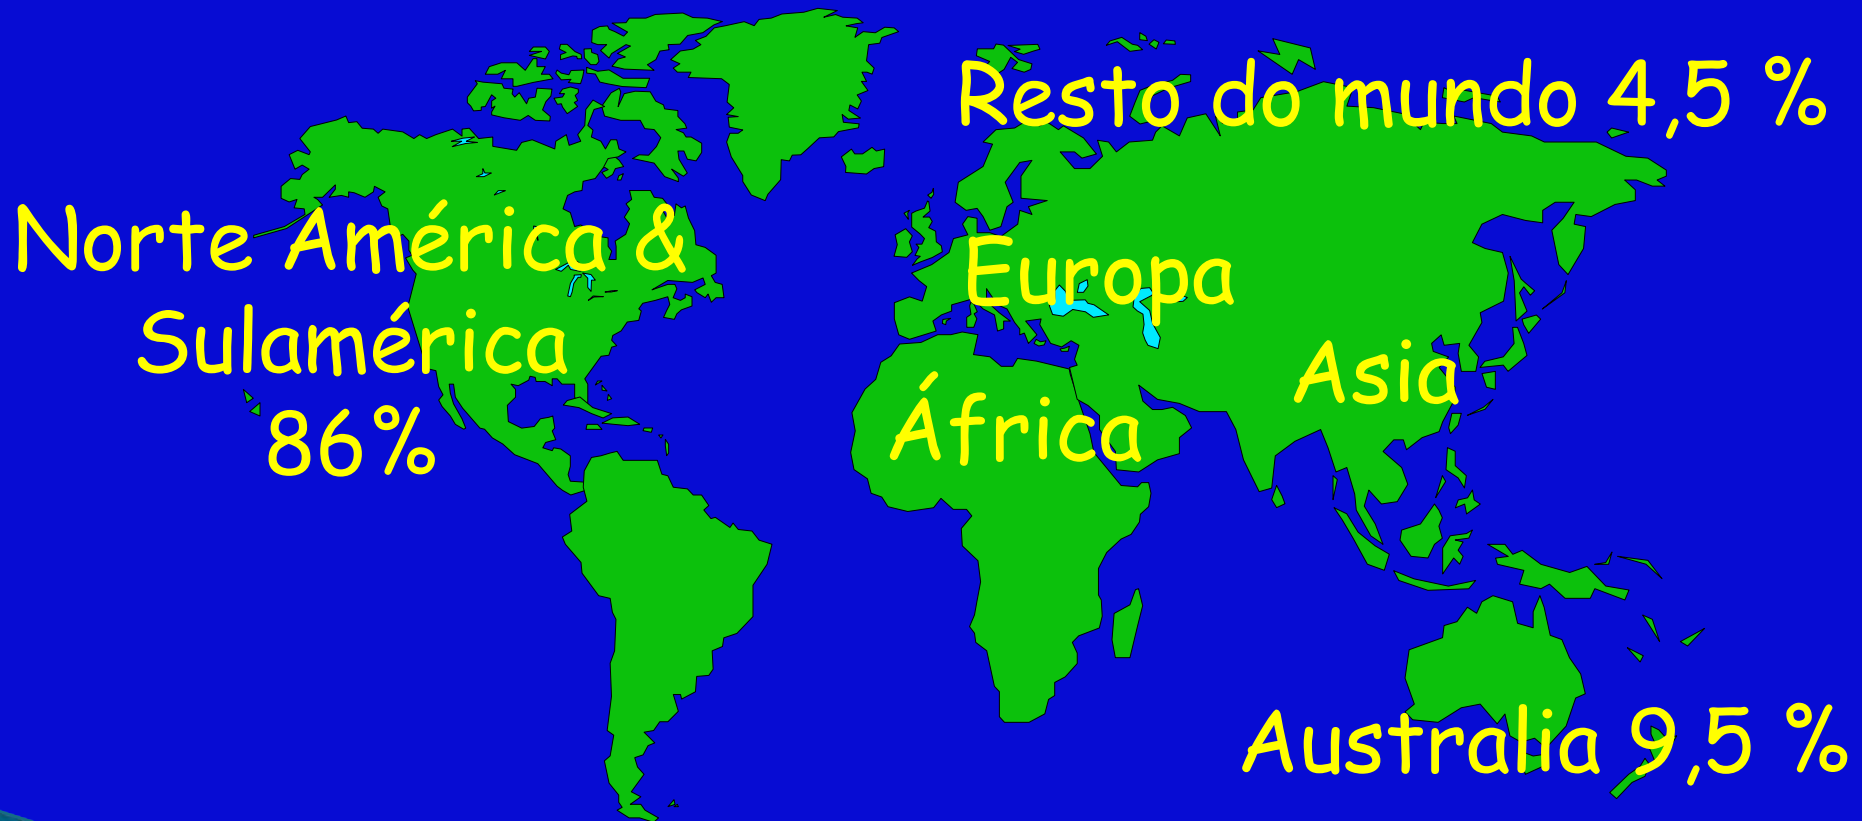 Resto do mundo 4,5 %
Norte América &
Sulamérica
86%
Europa
Asia
África
Australia 9,5 %